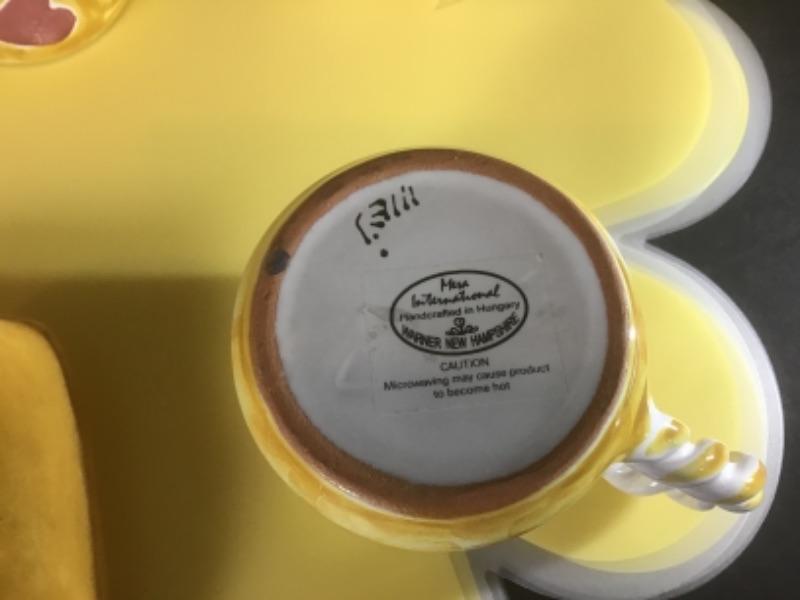 Mesa
International
Handcrafted in Hungary
WARNER NEW HAMPSHIRE
CAUTION
Microwaving may cause product
to become hot